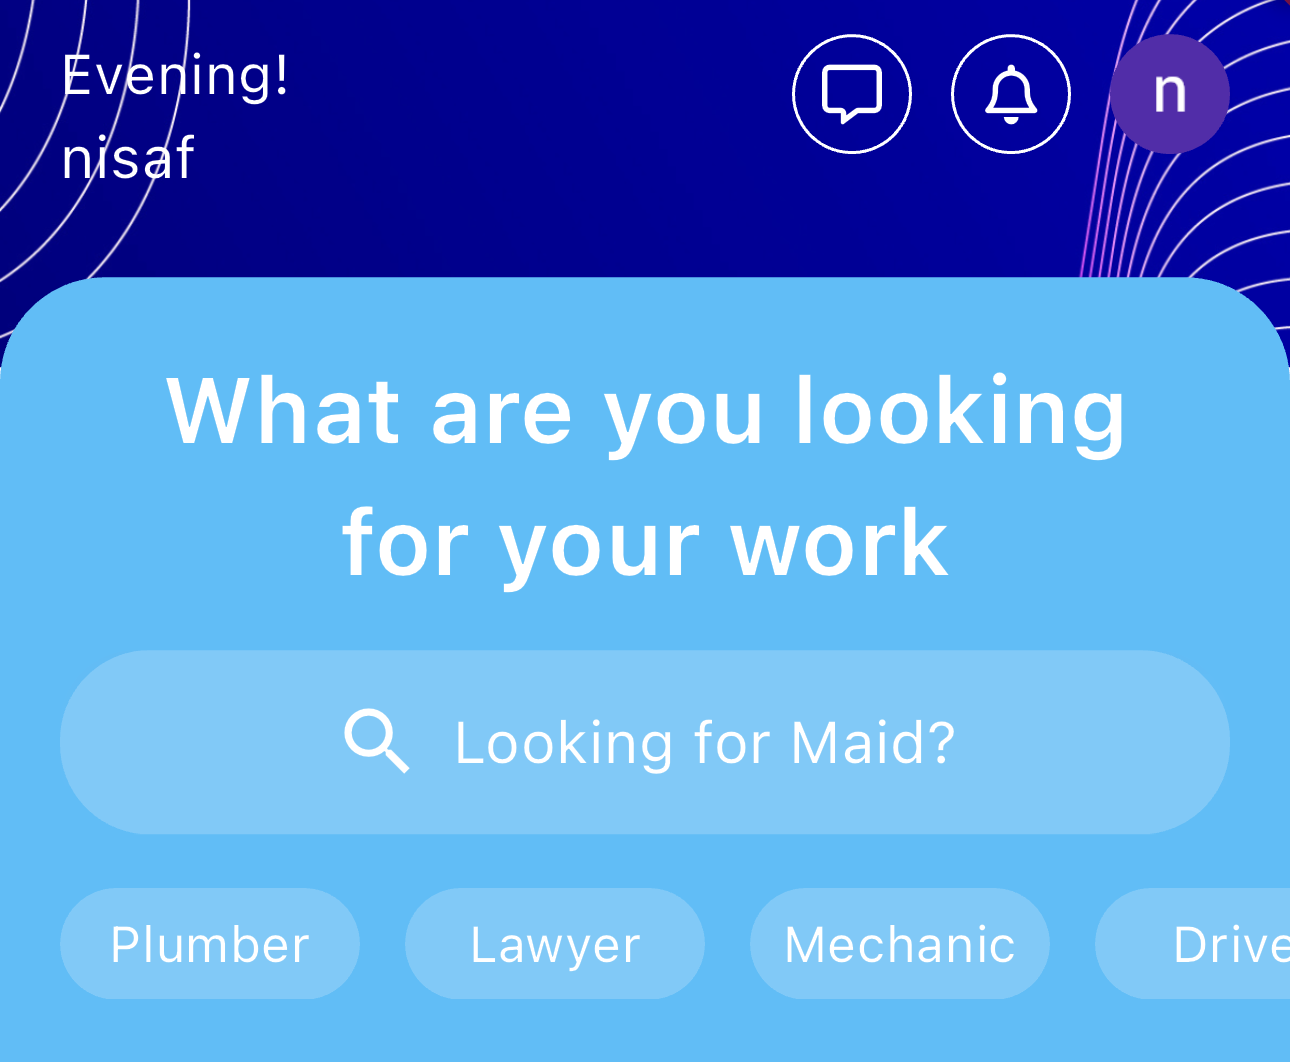 Evening!
nisaf
n
What are you looking
for your work
Looking for Maid?
Plumber
Lawyer
Mechanic
Drive